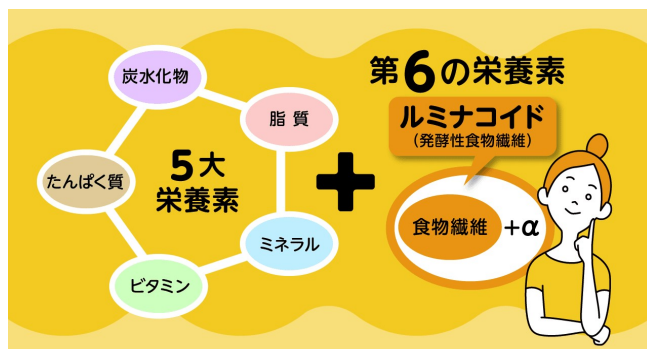 炭水化物
脂質
たんぱく質
5大
栄養素
ミネラル
ビタミン
第6の栄養素
ルミナコイド
(発酵性食物繊維)
食物繊維
+α